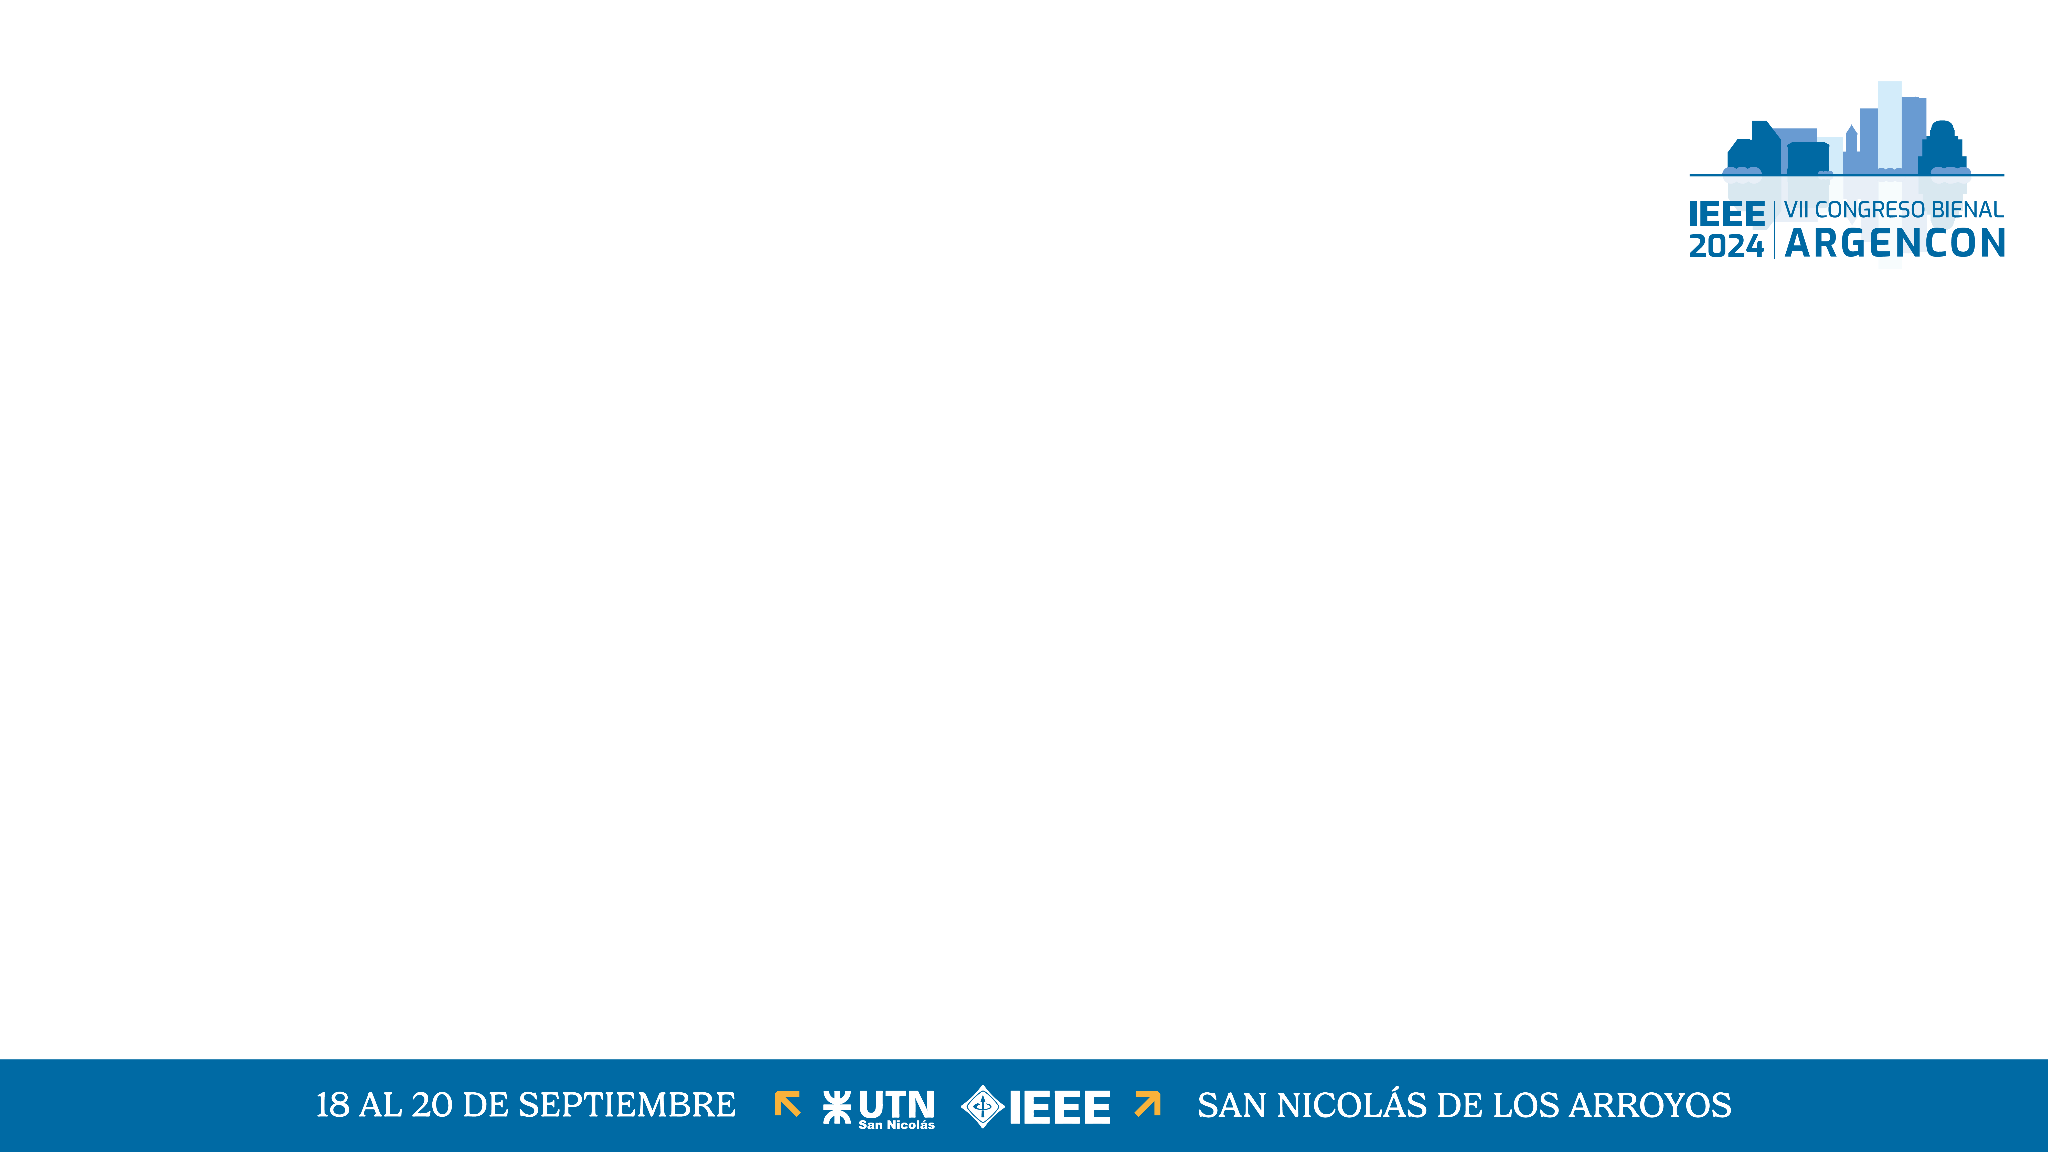 IEEE
2024
VII CONGRESO BIENAL
ARGENCON
18 AL 20 DE SEPTIEMBRE
UTN
San Nicolás
IEEE
SAN NICOLÁS DE LOS ARROYOS